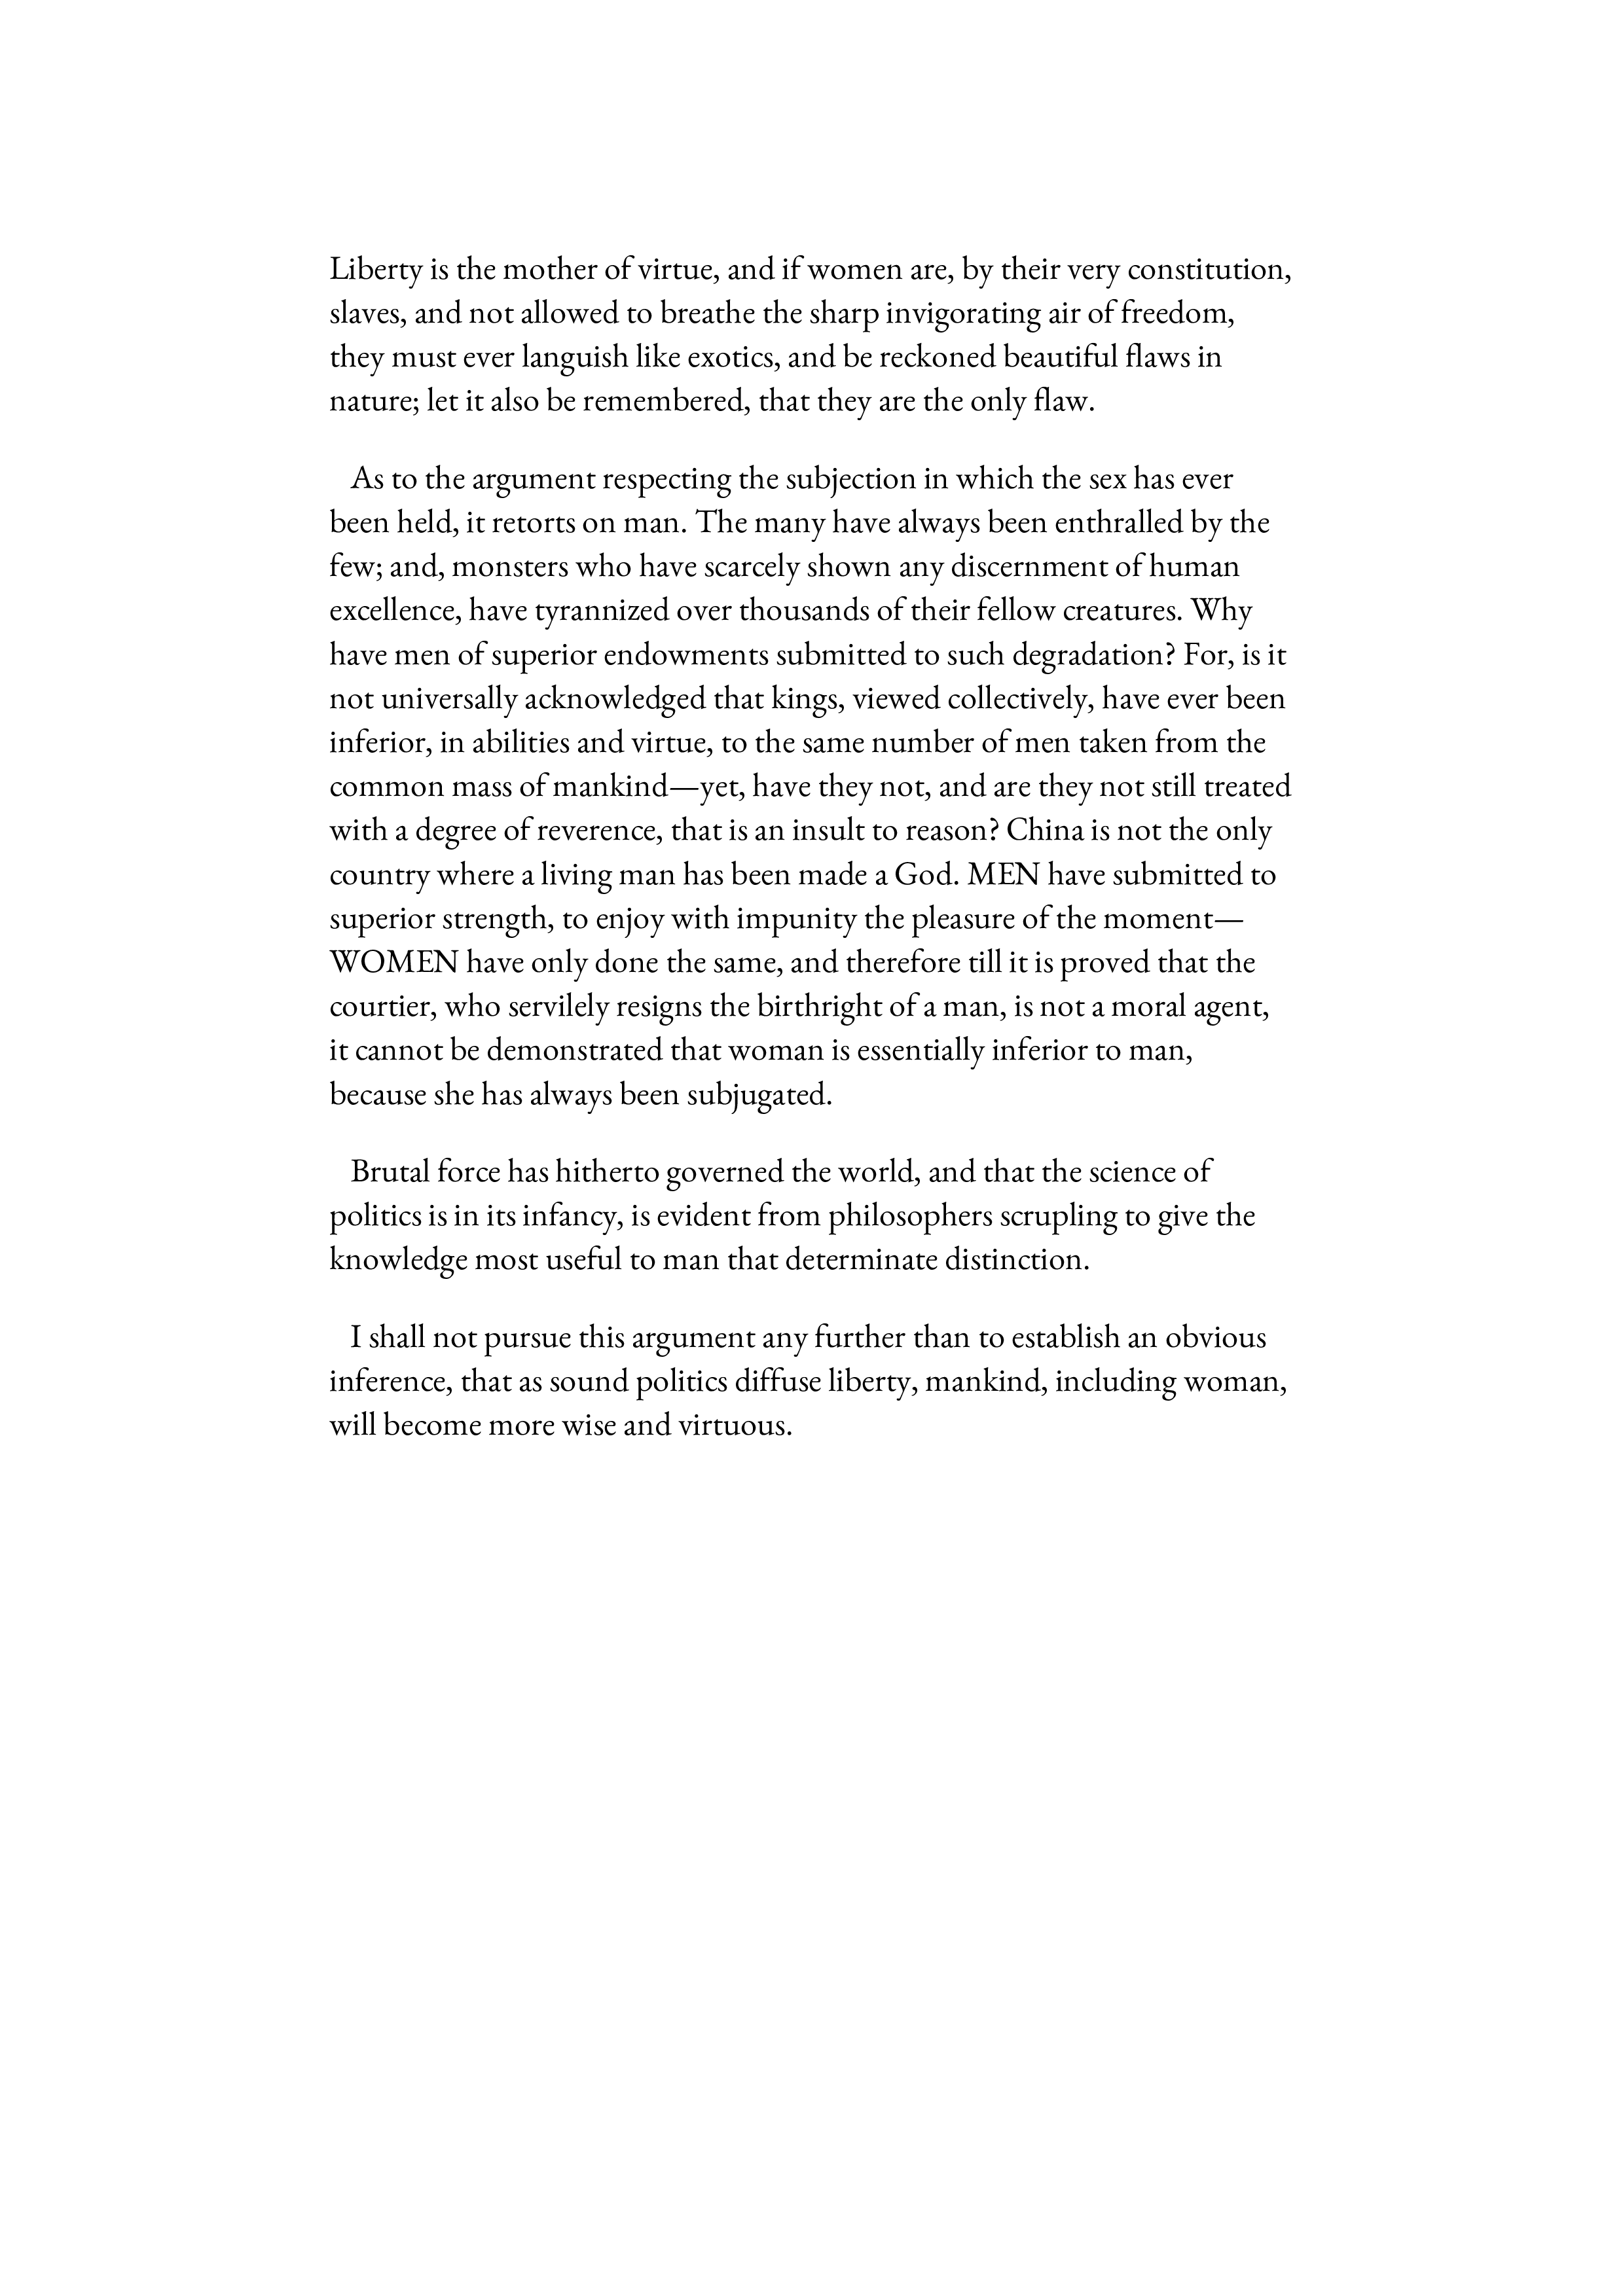 Liberty is the mother of virtue, and if women are, by their very constitution,
slaves, and not allowed to breathe the sharp invigorating air of freedom,
they must ever languish like exotics, and be reckoned beautiful flaws in
nature; let it also be remembered, that they are the only flaw.
As to the argument respecting the subjection in which the sex has ever
been held, it retorts on man. The many have always been enthralled by the
few; and, monsters who have scarcely shown any discernment of human
excellence, have tyrannized over thousands of their fellow creatures. Why
have men of superior endowments submitted to such degradation? For, is it
not universally acknowledged that kings, viewed collectively, have ever been
inferior, in abilities and virtue, to the same number of men taken from the
common mass of mankind—yet, have they not, and are they not still treated
with a degree of reverence, that is an insult to reason? China is not the only
country where a living man has been made a God. MEN have submitted to
superior strength, to enjoy with impunity the pleasure of the moment—
WOMEN have only done the same, and therefore till it is proved that the
courtier, who servilely resigns the birthright of a man, is not a moral agent,
it cannot be demonstrated that woman is essentially inferior to man,
because she has always been subjugated.
Brutal force has hitherto governed the world, and that the science of
politics is in its infancy, is evident from philosophers scrupling to give the
knowledge most useful to man that determinate distinction.
I shall not pursue this argument any further than to establish an obvious
inference, that as sound politics diffuse liberty, mankind, including woman,
will become more wise and virtuous.